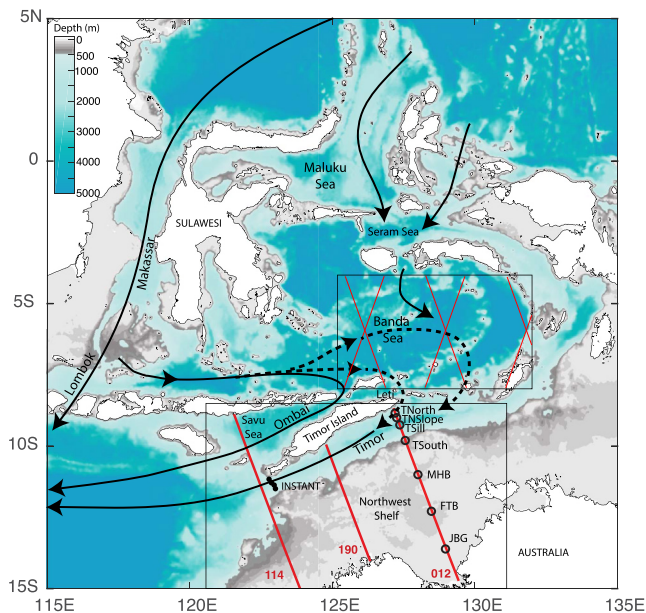 5N
Depth (m)
0
500
1000
2000
3000
4000
5000
0
Maluku
Sea
SULAWESI
Seram Sea
Makassar
5S
Banda
Sea
Lombok
Leti
Ombai
Savu
Sea
Timor Island
TNorth
TNSlope
TSill
Timor
TSouth
10S
INSTANT
MHB
Northwest
Shelf
FTB
JBG
190
AUSTRALIA
114
012
15S
115E
120E
125E
130E
135E